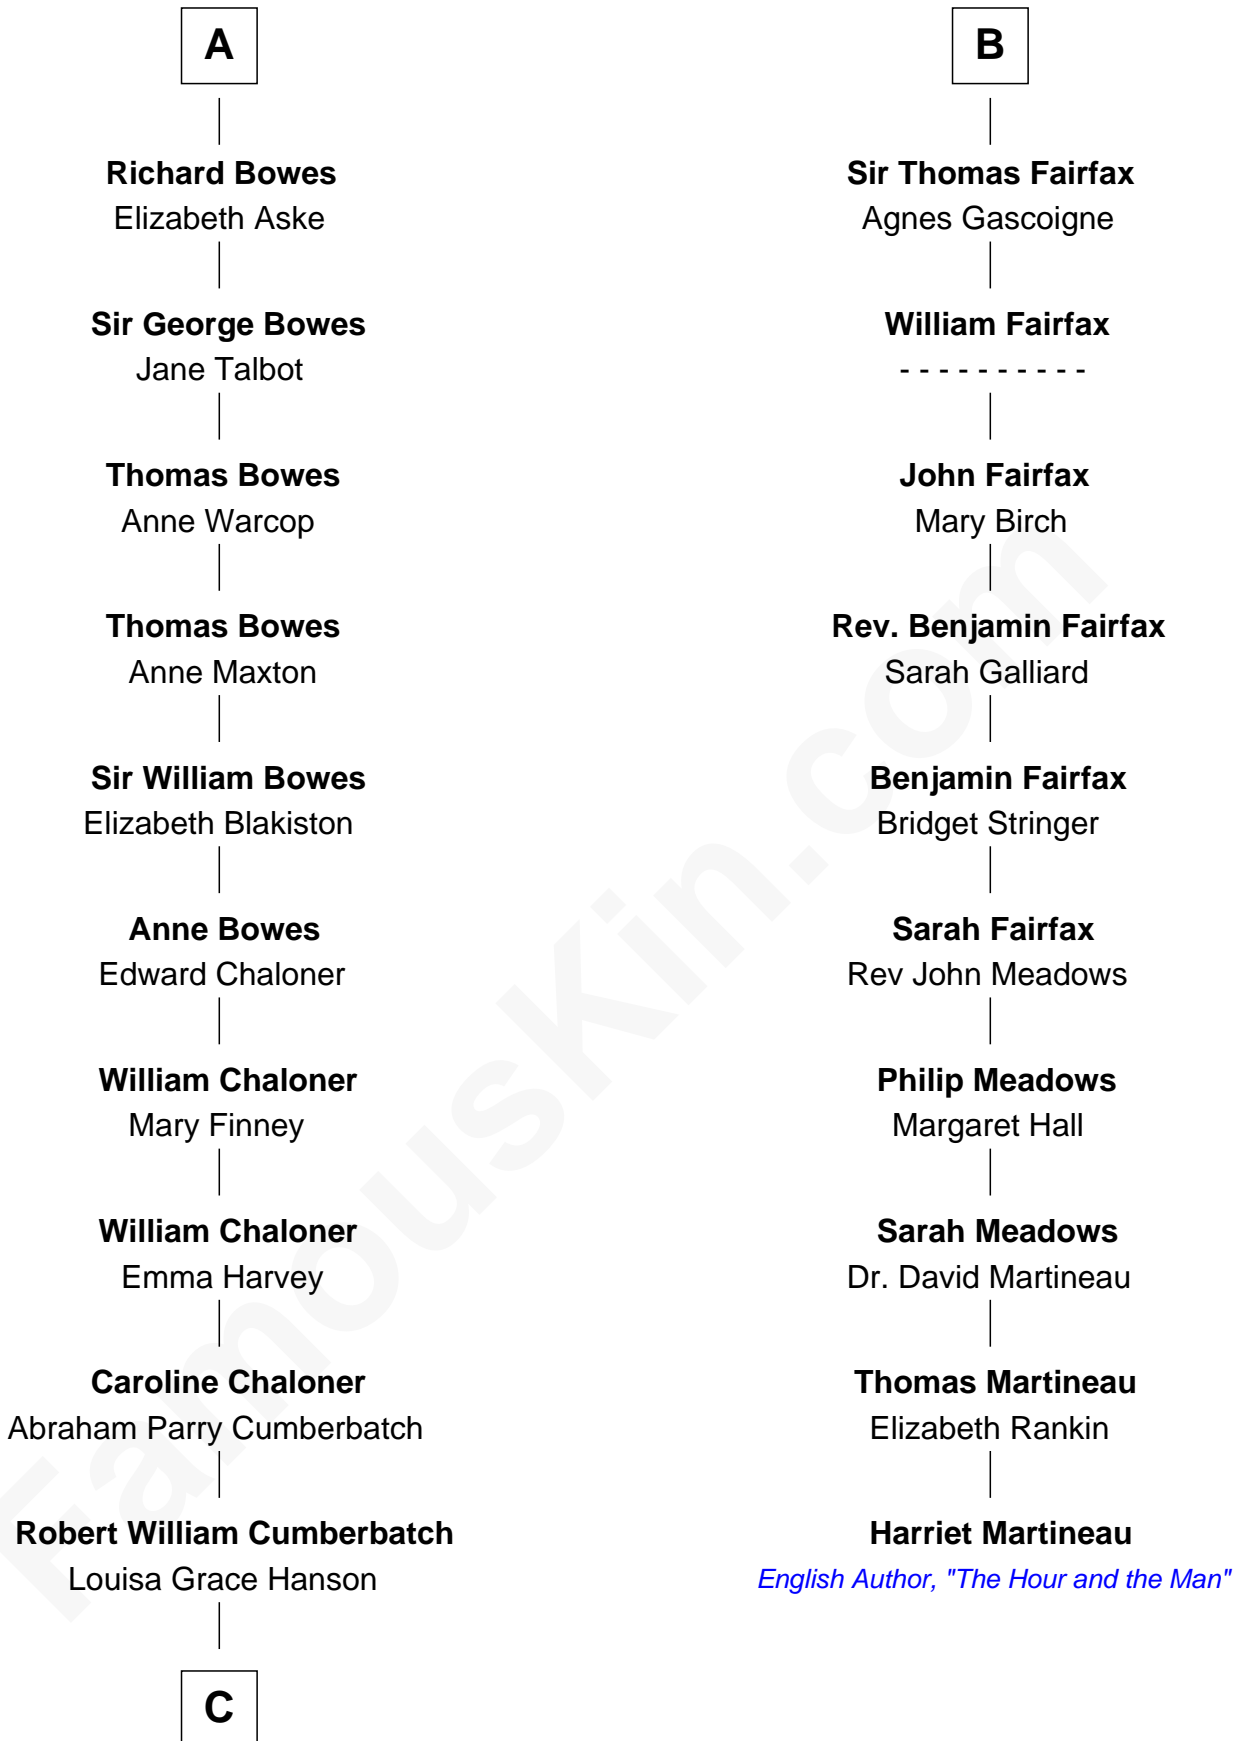 A
Richard Bowes
Elizabeth Aske
Sir George Bowes
Jane Talbot
Thomas Bowes
Anne Warcop
Thomas Bowes
Anne Maxton
Sir William Bowes
Elizabeth Blakiston
Anne Bowes
Edward Chaloner
William Chaloner
Mary Finney
William Chaloner
Emma Harvey
Caroline Chaloner
Abraham Parry Cumberbatch
Robert William Cumberbatch
Louisa Grace Hanson
C
B
Sir Thomas Fairfax
Agnes Gascoigne
William Fairfax
- - - - - - - - - -
John Fairfax
Mary Birch
Rev. Benjamin Fairfax
Sarah Galliard
Benjamin Fairfax
Bridget Stringer
Sarah Fairfax
Rev John Meadows
Philip Meadows
Margaret Hall
Sarah Meadows
Dr. David Martineau
Thomas Martineau
Elizabeth Rankin
Harriet Martineau
English Author, "The Hour and the Man"
FamousKin.com